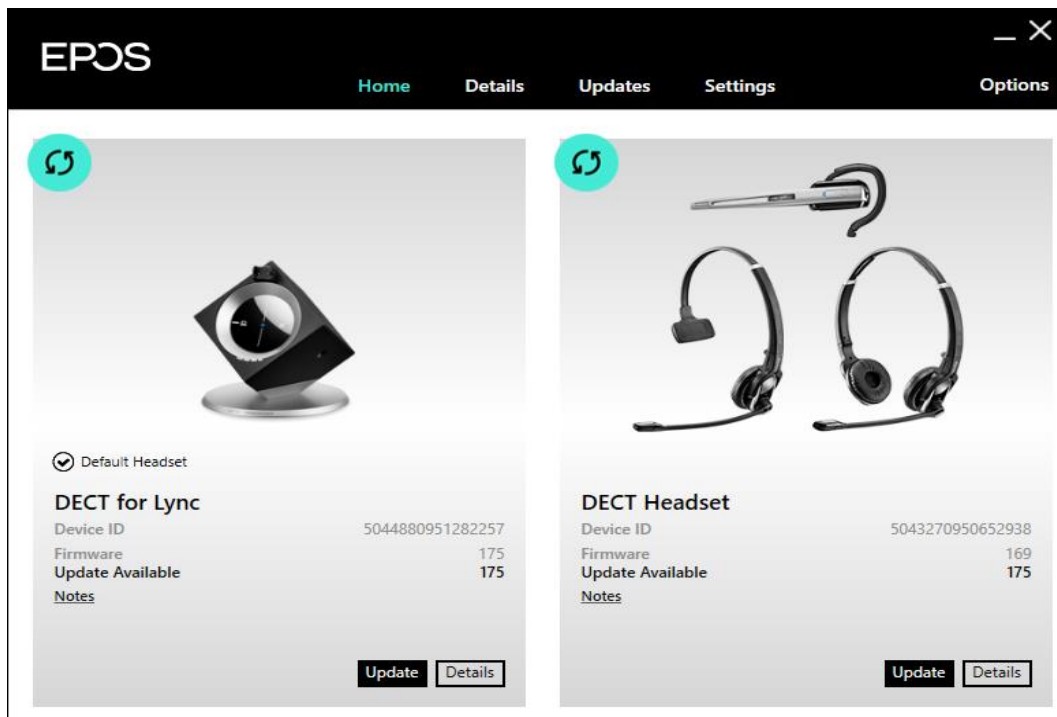 EPOS
Home Details Updates Settings Options
Default Headset
DECT for Lync
Device ID 5044880951282257
Firmware 175
Update Available 175
Notes
Update Details
DECT Headset
Device ID 5043270950652938
Firmware 169
Update Available 175
Notes
Update Details